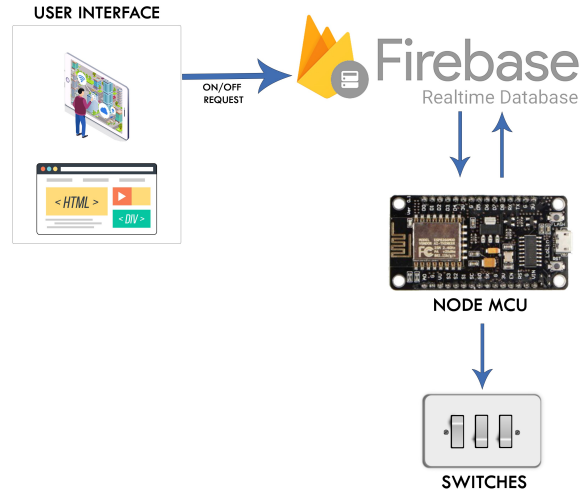 USER INTERFACE
Firebase
Realtime Database
ON/OFF
REQUEST
< HTML >
< DIV >
NODE MCU
SWITCHES